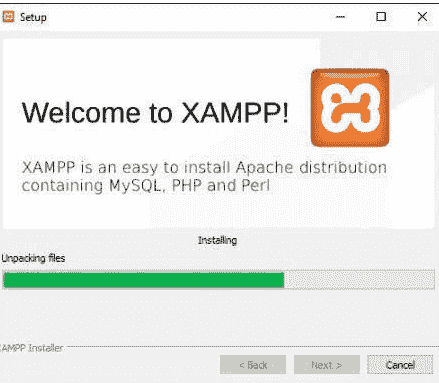 Setup
Welcome to XAMPP!
XAMPP is an easy to install Apache distribution
containing MySQL, PHP and Perl
Installing
Unpacking files
XAMPP Installer
< Back
Next >
Cancel